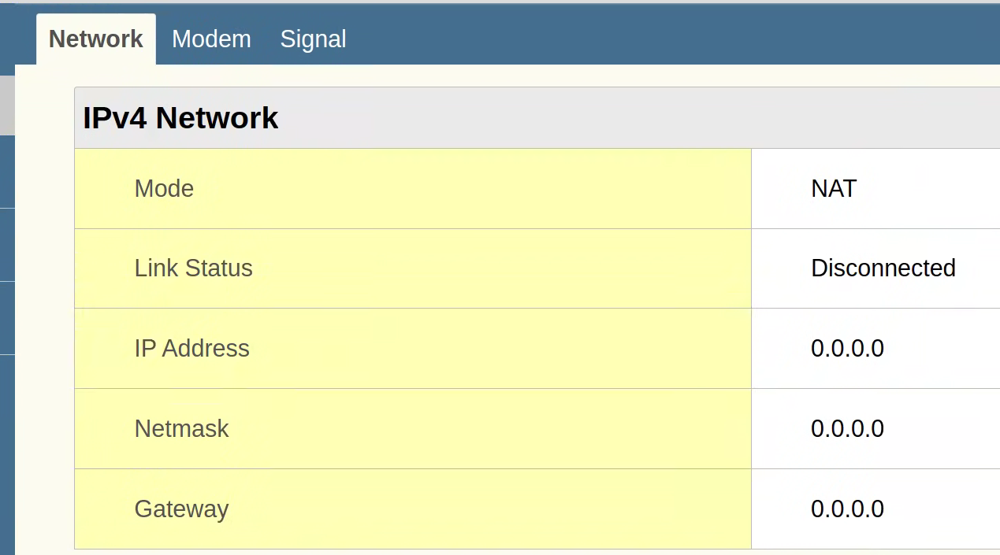 Network Modem Signal
IPv4 Network
Mode NAT
Link Status Disconnected
IP Address 0.0.0.0
Netmask 0.0.0.0
Gateway 0.0.0.0